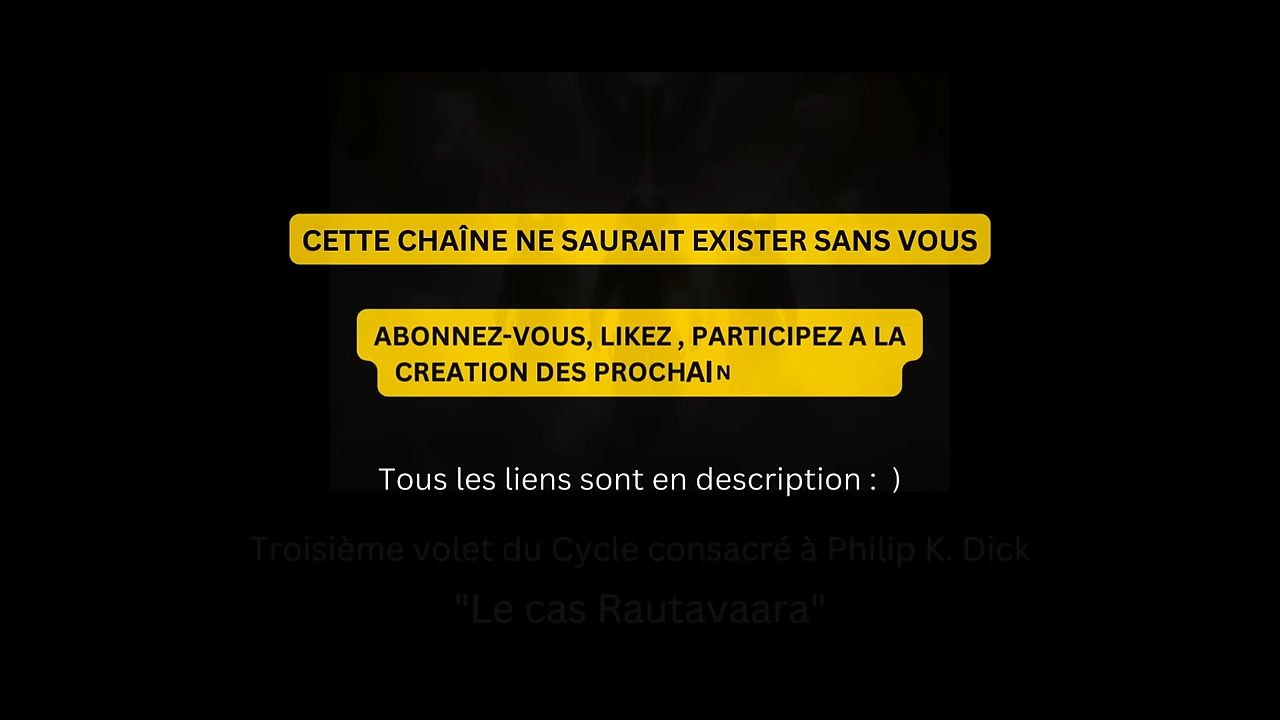 CETTE CHAÎNE NE SAURAIT EXISTER SANS VOUS
ABONNEZ-VOUS, LIKEZ , PARTICIPEZ A LA
CREATION DES PROCHAIN
Tous les liens sont en description : )
Troisième volet du Cycle consacré à Philip K. Dick
"Le cas Rautavaara"